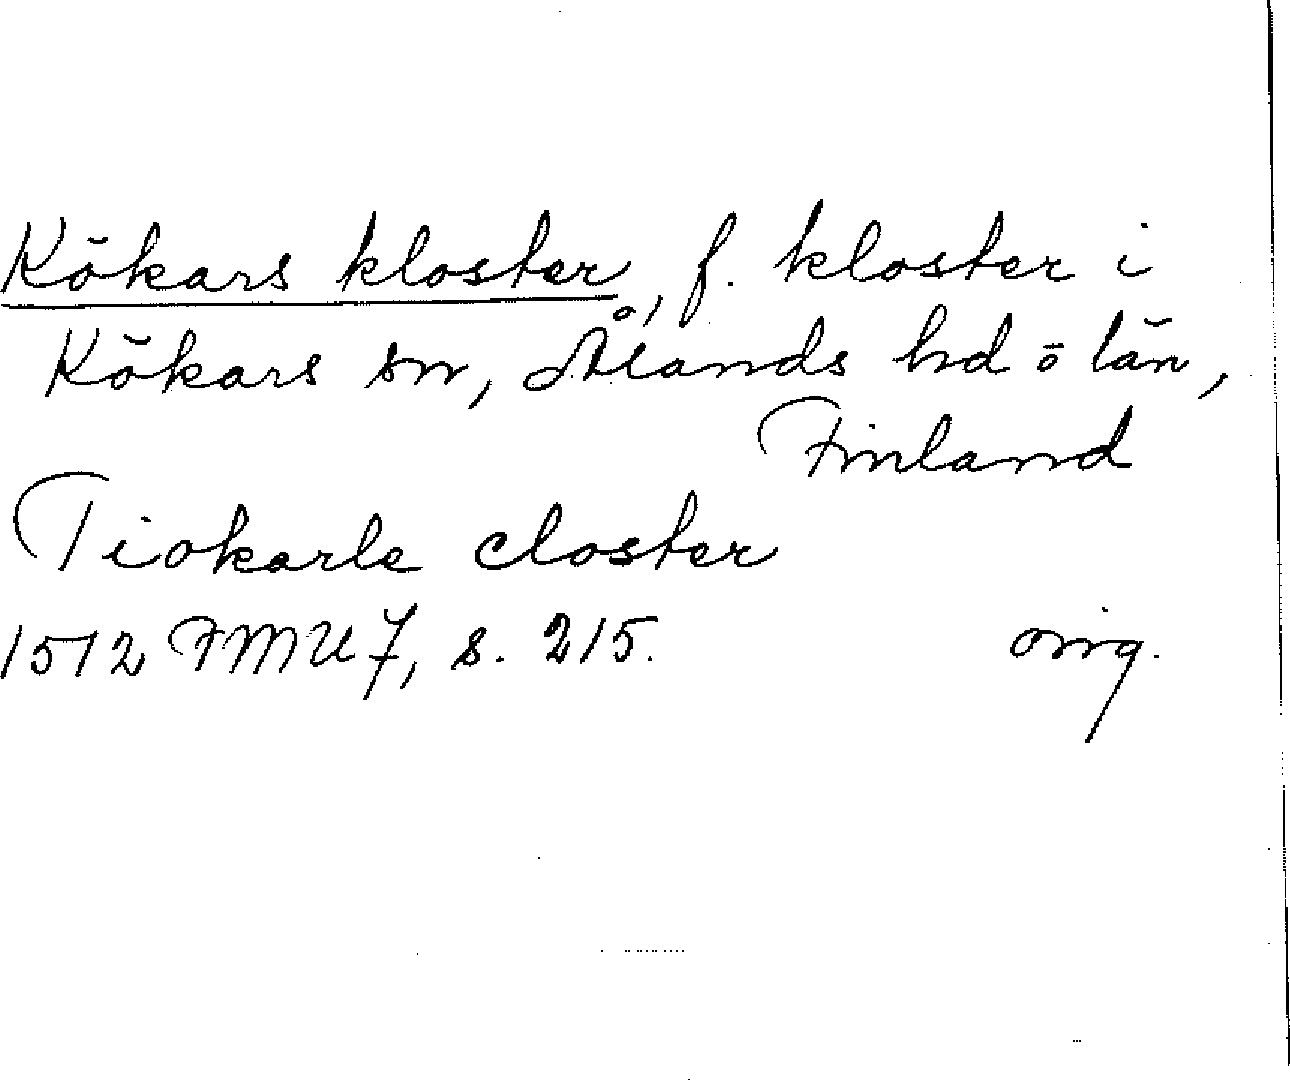 Kökars kloster, f. kloster i
Kökars sn, Ålands hd o län,
Finland
Tiokarle closter
1512 FMU 7, s. 215. orig.